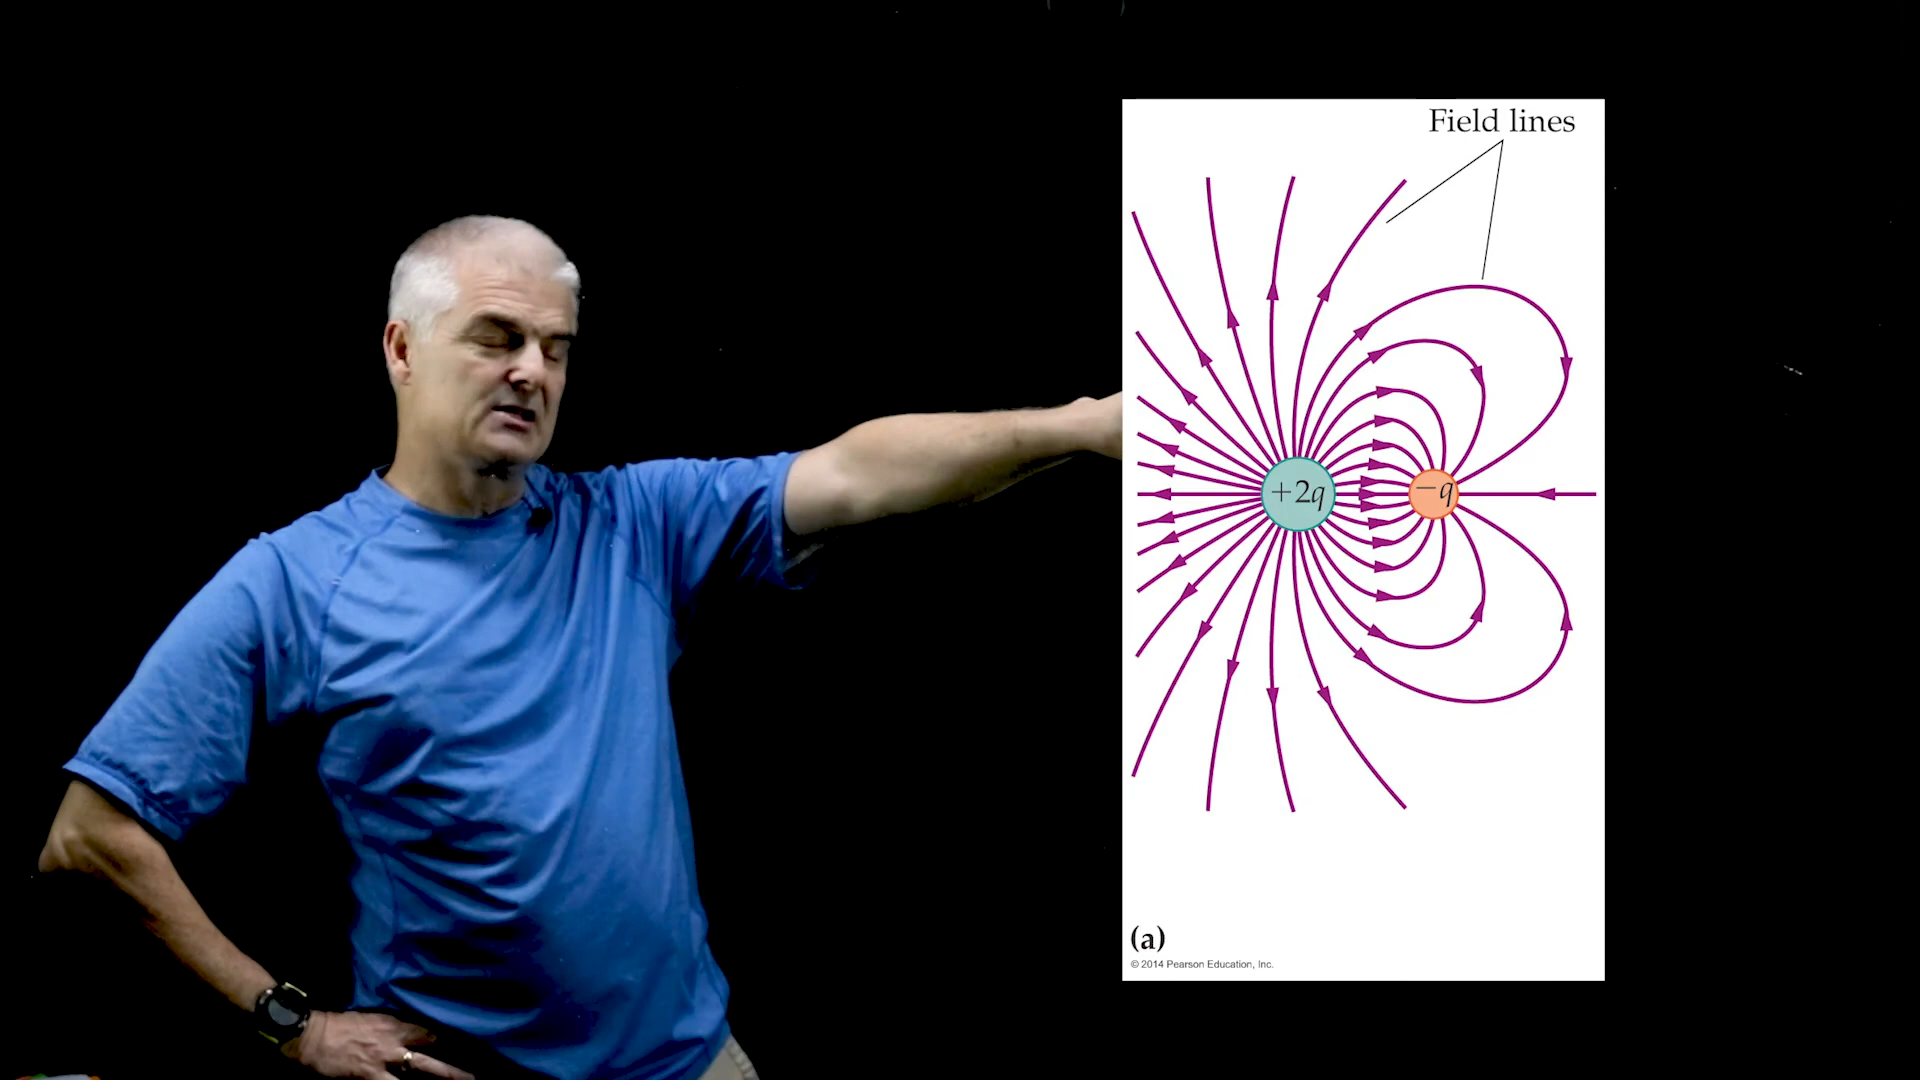 Field lines
+2q
−q
(a)
© 2014 Pearson Education, Inc.